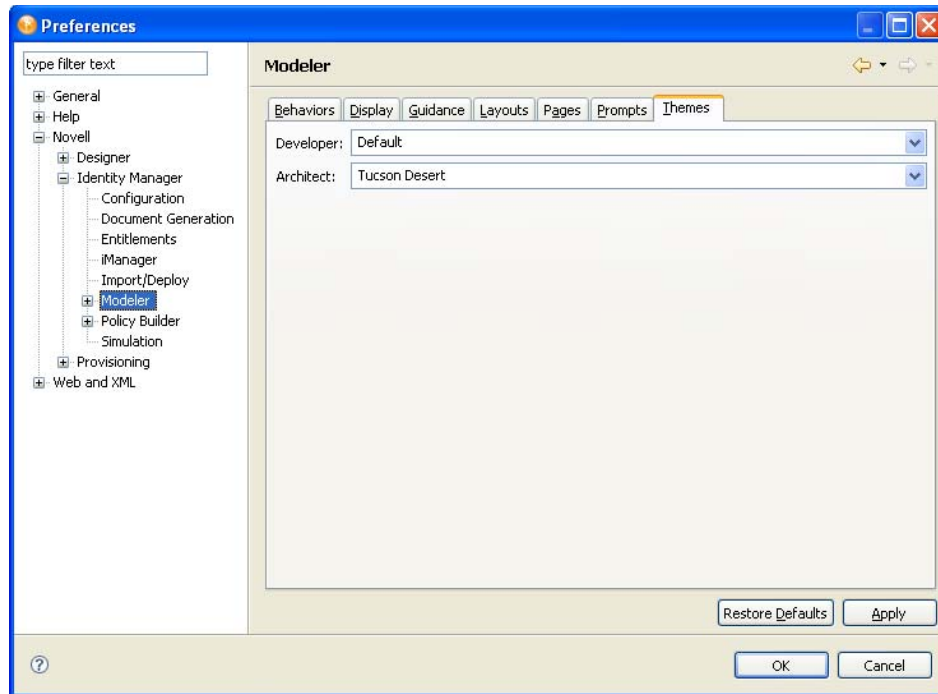 Preferences
type filter text
General
Help
Novell
Designer
Identity Manager
Configuration
Document Generation
Entitlements
iManager
Import/Deploy
Modeler
Policy Builder
Simulation
Provisioning
Web and XML
Modeler
Behaviors Display Guidance Layouts Pages Prompts Themes
Developer: Default
Architect: Tucson Desert
Restore Defaults Apply
OK Cancel